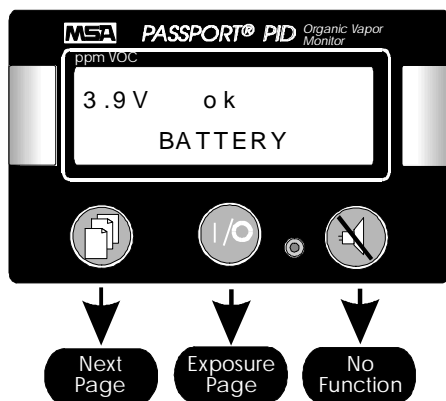 MSA PASSPORT® PID Organic Vapor Monitor
ppm VOC
3.9V ok
BATTERY
I/O
Next Page
Exposure Page
No Function